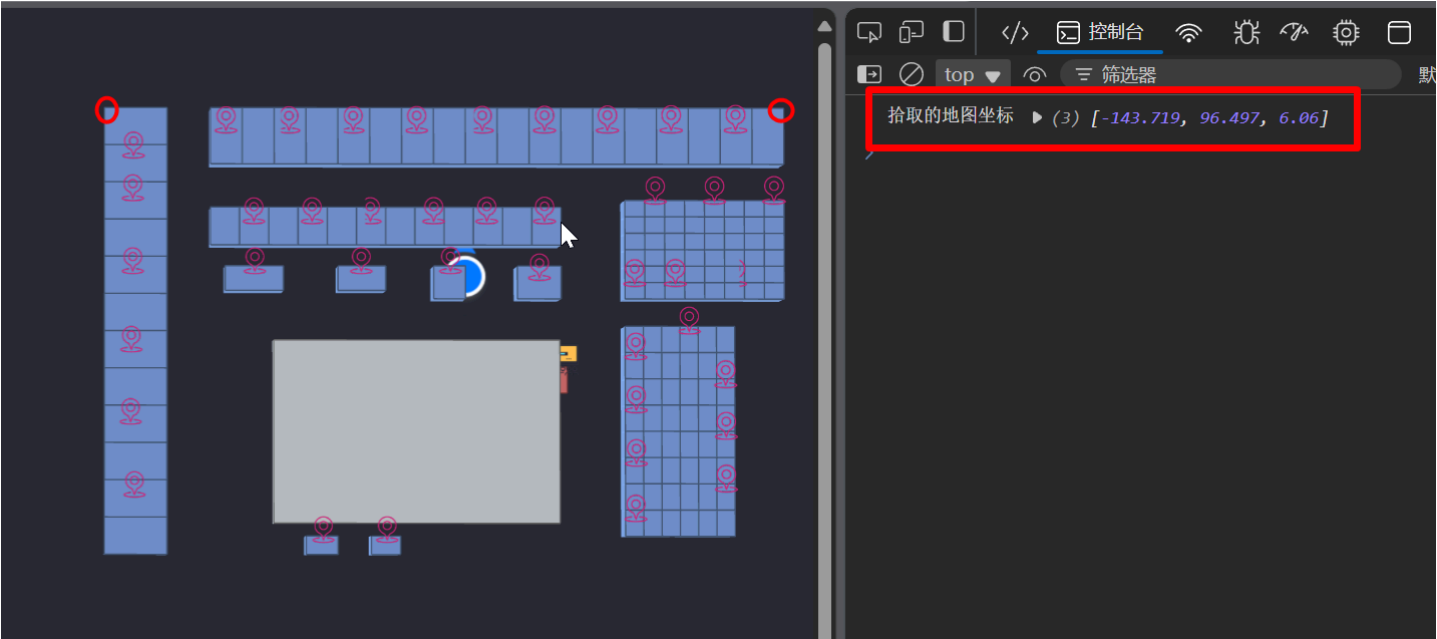 控制台
top
筛选器
默
拾取的地图坐标 ▶ (3) [-143.719, 96.497, 6.06]